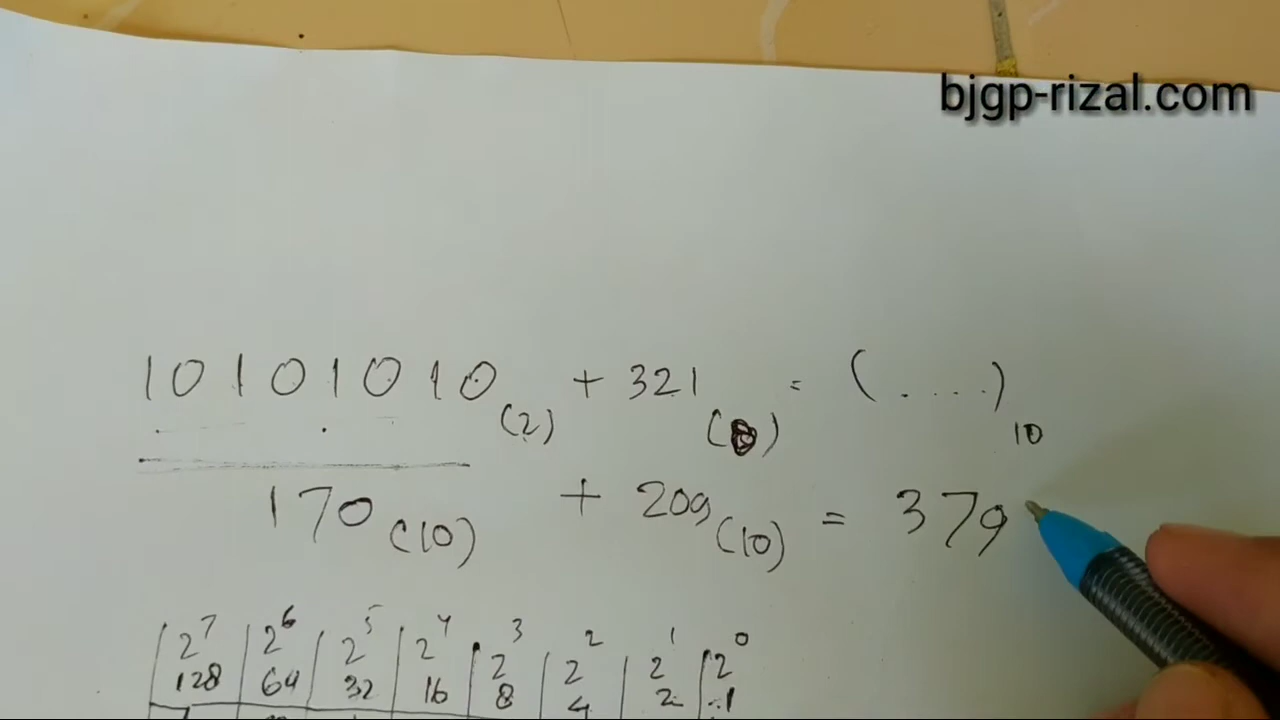 bjgp-rizal.com
10101010(2) + 321(8) = (....)10
170(10) + 209(10) = 379
2^7 2^6 2^5 2^4 2^3 2^2 2^1 2^0
128 64 32 16 8 4 2 1